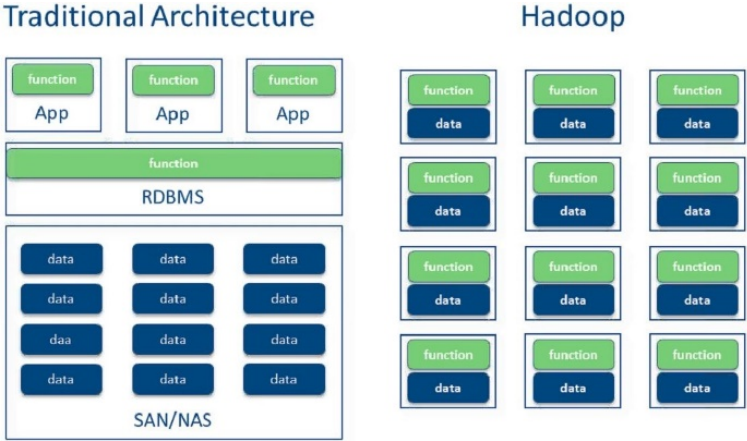 Traditional Architecture
function function function
App App App
function
RDBMS
data data data
data data data
daa data data
data data data
SAN/NAS
Hadoop
function function function
data data data
function function function
data data data
function function function
data data data
function function function
data data data